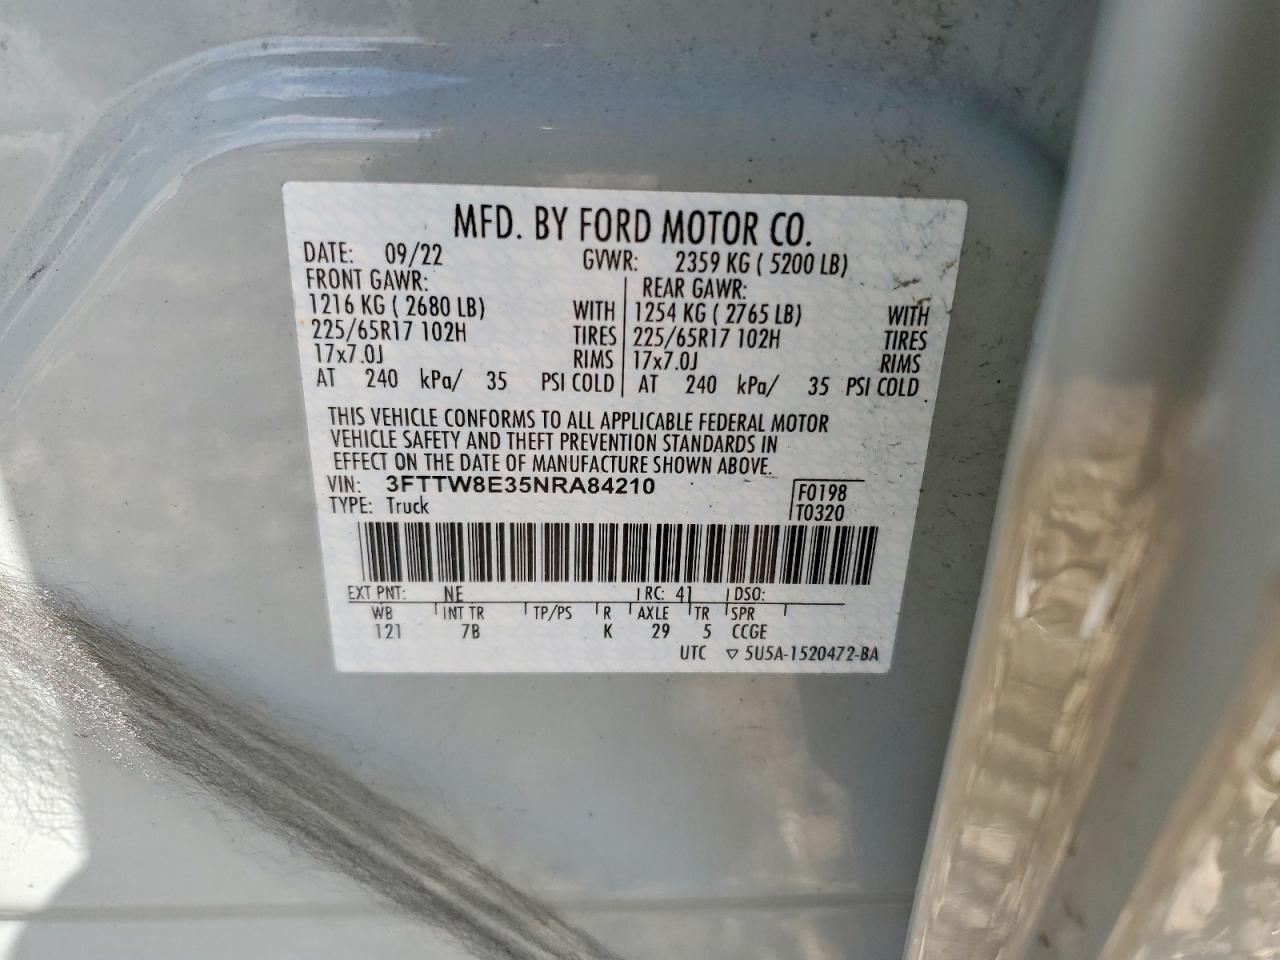 MFD. BY FORD MOTOR CO.
DATE: 09/22 GVWR: 2359 KG ( 5200 LB)
FRONT GAWR: REAR GAWR:
1216 KG ( 2680 LB) WITH 1254 KG ( 2765 LB) WITH
225/65R17 102H TIRES 225/65R17 102H TIRES
17x7.0J RIMS 17x7.0J RIMS
AT 240 kPa/ 35 PSI COLD AT 240 kPa/ 35 PSI COLD
THIS VEHICLE CONFORMS TO ALL APPLICABLE FEDERAL MOTOR
VEHICLE SAFETY AND THEFT PREVENTION STANDARDS IN
EFFECT ON THE DATE OF MANUFACTURE SHOWN ABOVE.
VIN: 3FTTW8E35NRA84210 F0198
TYPE: Truck T0320
EXT PNT: NE RC: 41 DSO:
WB INT TR TP/PS R AXLE TR SPR
121 7B K 29 5 CCGE
UTC ▽ 5U5A-1520472-BA